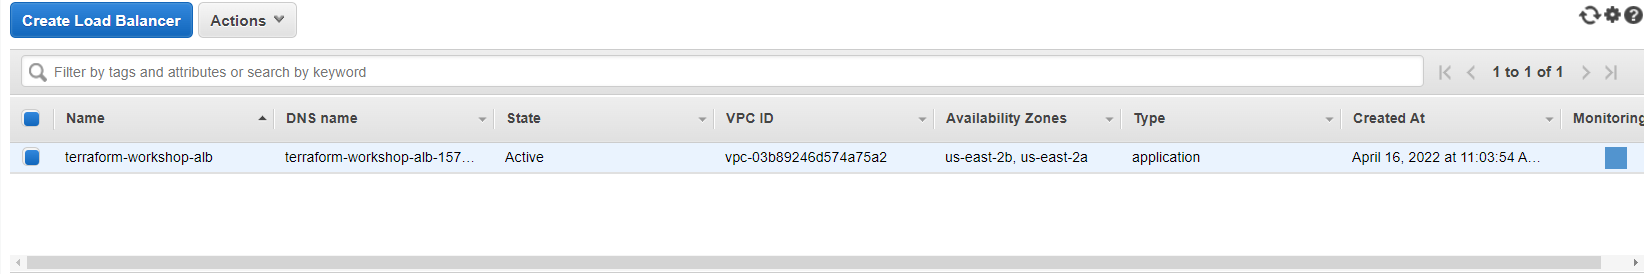 Create Load Balancer Actions
Filter by tags and attributes or search by keyword 1 to 1 of 1
Name DNS name State VPC ID Availability Zones Type Created At Monitoring
terraform-workshop-alb terraform-workshop-alb-157... Active vpc-03b89246d574a75a2 us-east-2b, us-east-2a application April 16, 2022 at 11:03:54 A...